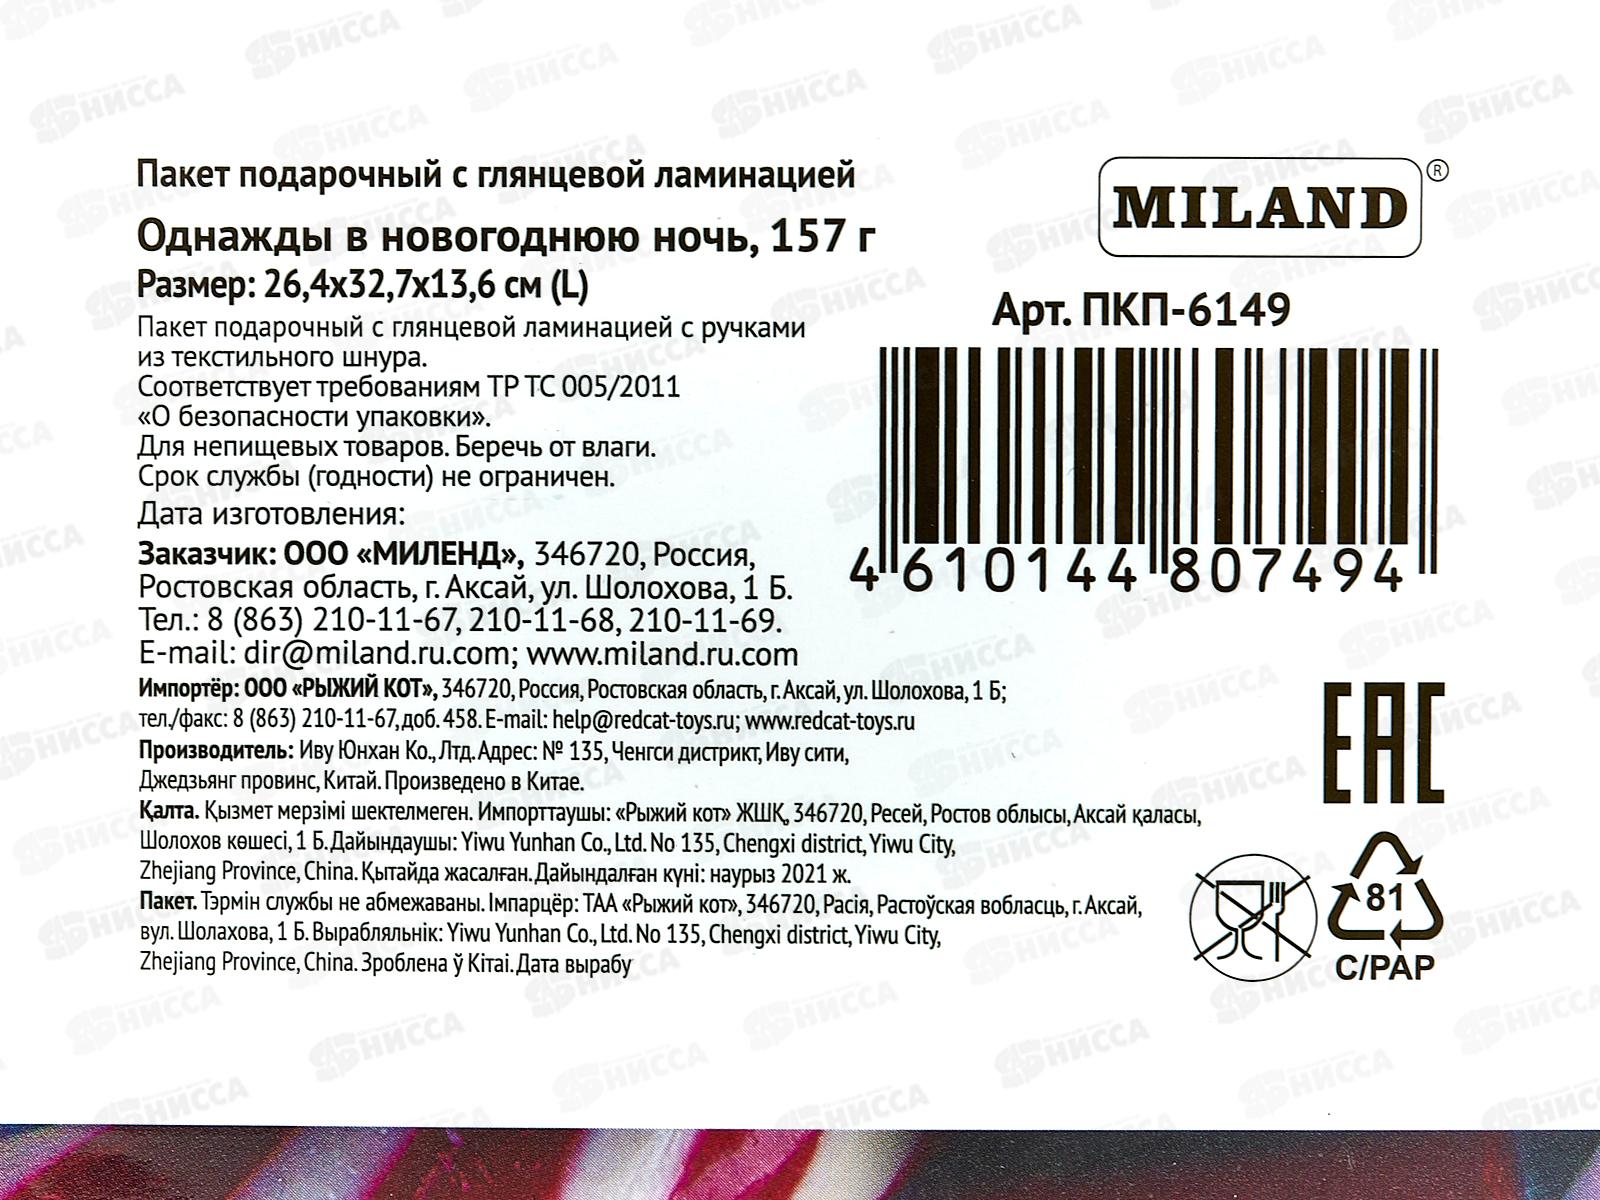 Пакет подарочный с глянцевой ламинацией
Однажды в новогоднюю ночь, 157 г
Размер: 26,4x32,7x13,6 см (L)
Пакет подарочный с глянцевой ламинацией с ручками
из текстильного шнура.
Соответствует требованиям ТР ТС 005/2011
«О безопасности упаковки».
Для непищевых товаров. Беречь от влаги.
Срок службы (годности) не ограничен.
Дата изготовления:
Заказчик: ООО «МИЛЕНД», 346720, Россия,
Ростовская область, г. Аксай, ул. Шолохова, 1 Б.
Тел.: 8 (863) 210-11-67, 210-11-68, 210-11-69.
E-mail: dir@miland.ru.com; www.miland.ru.com
Импортёр: ООО «РЫЖИЙ КОТ», 346720, Россия, Ростовская область, г. Аксай, ул. Шолохова, 1 Б;
тел./факс: 8 (863) 210-11-67, доб. 458. E-mail: help@redcat-toys.ru; www.redcat-toys.ru
Производитель: Иву Юнхан Ко., Лтд. Адрес: № 135, Ченгси дистрикт, Иву сити,
Джедзьянг провинс, Китай. Произведено в Китае.
Қалта. Қызмет мерзімі шектелмеген. Импорттаушы: «Рыжий кот» ЖШҚ, 346720, Ресей, Ростов облысы, Аксай қаласы,
Шолохов көшесі, 1 Б. Дайындаушы: Yiwu Yunhan Co., Ltd. No 135, Chengxi district, Yiwu City,
Zhejiang Province, China. Қытайда жасалған. Дайындалған күні: наурыз 2021 ж.
Пакет. Тэрмін службы не абмежаваны. Імпарцёр: ТАА «Рыжий кот», 346720, Расія, Растоўская вобласць, г. Аксай,
вул. Шолахова, 1 Б. Вырабляльнік: Yiwu Yunhan Co., Ltd. No 135, Chengxi district, Yiwu City,
Zhejiang Province, China. Зроблена ў Кітаі. Дата вырабу
MILAND ®
Арт. ПКП-6149
4 610144 807494
EAC
81
C/PAP
НИССА